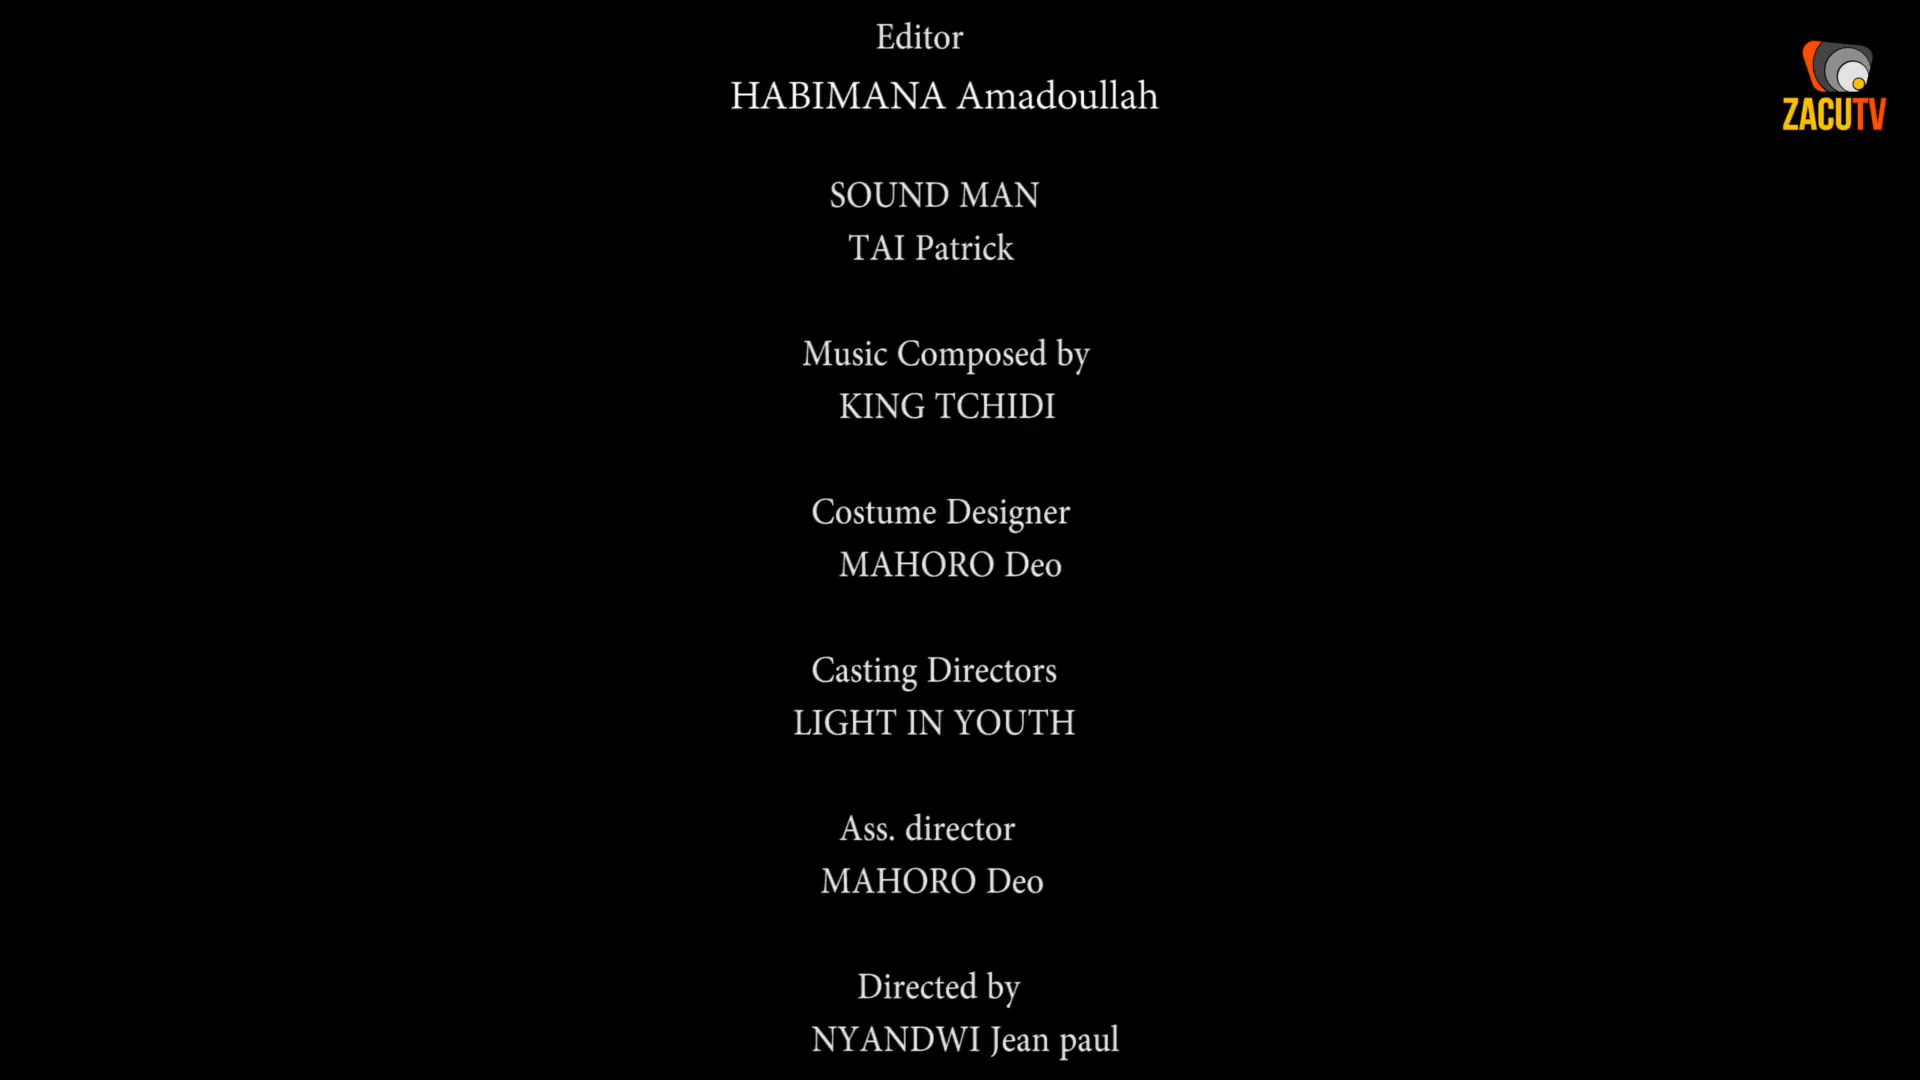 Editor
HABIMANA Amadoullah
ZACUTV
SOUND MAN
TAI Patrick
Music Composed by
KING TCHIDI
Costume Designer
MAHORO Deo
Casting Directors
LIGHT IN YOUTH
Ass. director
MAHORO Deo
Directed by
NYANDWI Jean paul